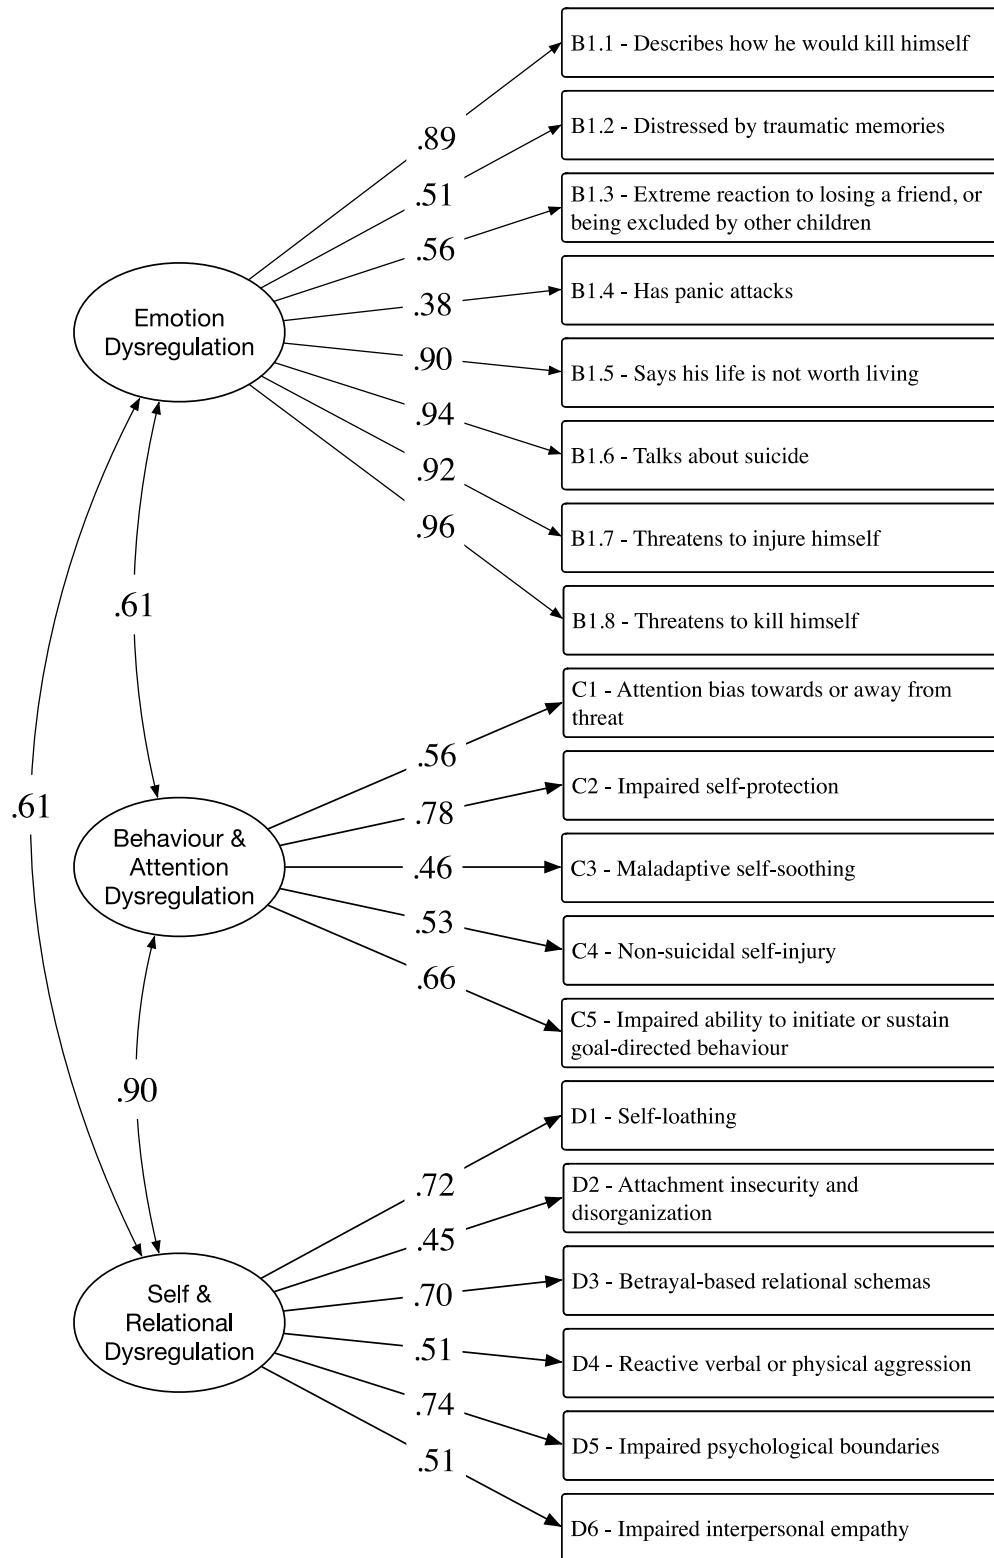 B1.1 - Describes how he would kill himself
.89
B1.2 - Distressed by traumatic memories
.51
B1.3 - Extreme reaction to losing a friend, or
being excluded by other children
.56
B1.4 - Has panic attacks
.38
Emotion
Dysregulation
B1.5 - Says his life is not worth living
.90
B1.6 - Talks about suicide
.94
B1.7 - Threatens to injure himself
.92
B1.8 - Threatens to kill himself
.96
.61
.61
C1 - Attention bias towards or away from
threat
.56
C2 - Impaired self-protection
.78
Behaviour &
Attention
Dysregulation
C3 - Maladaptive self-soothing
.46
C4 - Non-suicidal self-injury
.53
C5 - Impaired ability to initiate or sustain
goal-directed behaviour
.66
.90
D1 - Self-loathing
.72
D2 - Attachment insecurity and
disorganization
.45
D3 - Betrayal-based relational schemas
.70
Self &
Relational
Dysregulation
D4 - Reactive verbal or physical aggression
.51
D5 - Impaired psychological boundaries
.74
D6 - Impaired interpersonal empathy
.51